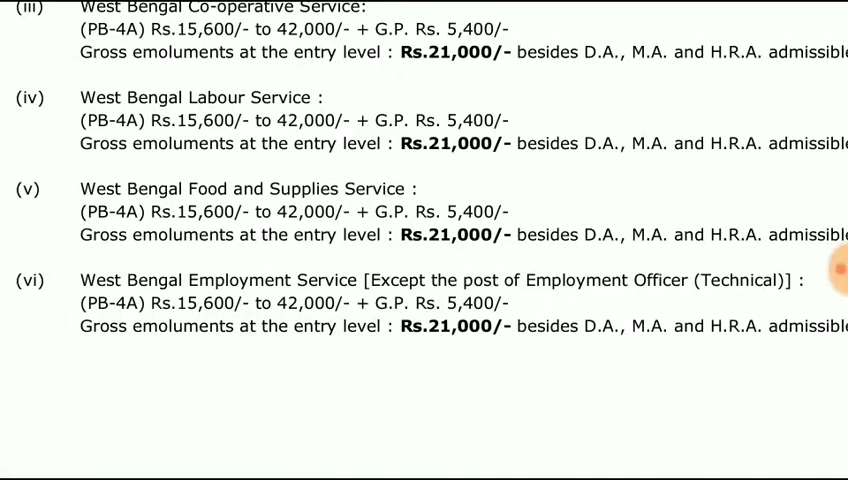 (iii) West Bengal Co-operative Service:
(PB-4A) Rs.15,600/- to 42,000/- + G.P. Rs. 5,400/-
Gross emoluments at the entry level : Rs.21,000/- besides D.A., M.A. and H.R.A. admissible
(iv) West Bengal Labour Service :
(PB-4A) Rs.15,600/- to 42,000/- + G.P. Rs. 5,400/-
Gross emoluments at the entry level : Rs.21,000/- besides D.A., M.A. and H.R.A. admissible
(v) West Bengal Food and Supplies Service :
(PB-4A) Rs.15,600/- to 42,000/- + G.P. Rs. 5,400/-
Gross emoluments at the entry level : Rs.21,000/- besides D.A., M.A. and H.R.A. admissible
(vi) West Bengal Employment Service [Except the post of Employment Officer (Technical)] :
(PB-4A) Rs.15,600/- to 42,000/- + G.P. Rs. 5,400/-
Gross emoluments at the entry level : Rs.21,000/- besides D.A., M.A. and H.R.A. admissible